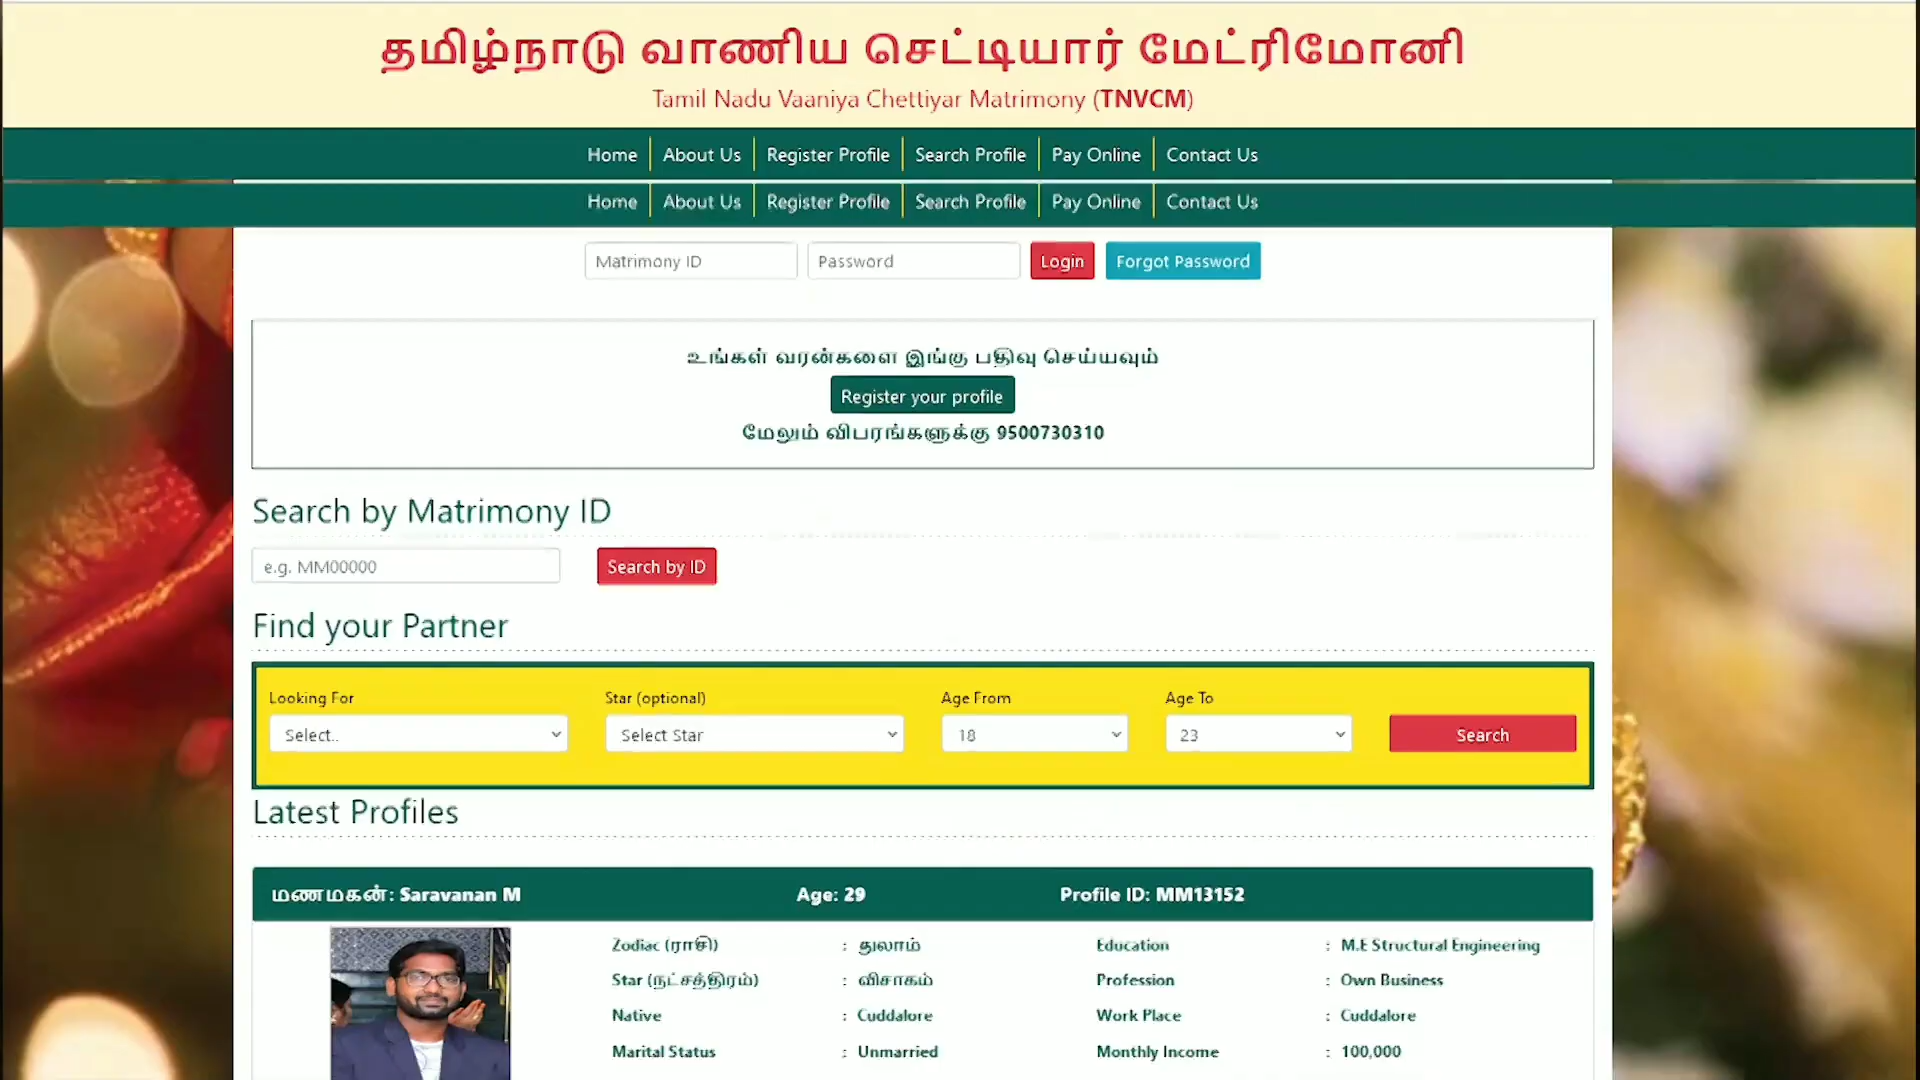 தமிழ்நாடு வாணிய செட்டியார் மேட்ரிமோனி
Tamil Nadu Vaaniya Chettiyar Matrimony (TNVCM)
Home About Us Register Profile Search Profile Pay Online Contact Us
Home About Us Register Profile Search Profile Pay Online Contact Us
Matrimony ID Password Login Forgot Password
உங்கள் வரன்களை இங்கு பதிவு செய்யவும்
Register your profile
மேலும் விபரங்களுக்கு 9500730310
Search by Matrimony ID
e.g. MM00000 Search by ID
Find your Partner
Looking For Star (optional) Age From Age To
Select.. Select Star 18 23 Search
Latest Profiles
மணமகன்: Saravanan M Age: 29 Profile ID: MM13152
Zodiac (ராசி) : துலாம் Education : M.E Structural Engineering
Star (நட்சத்திரம்) : விசாகம் Profession : Own Business
Native : Cuddalore Work Place : Cuddalore
Marital Status : Unmarried Monthly Income : 100,000